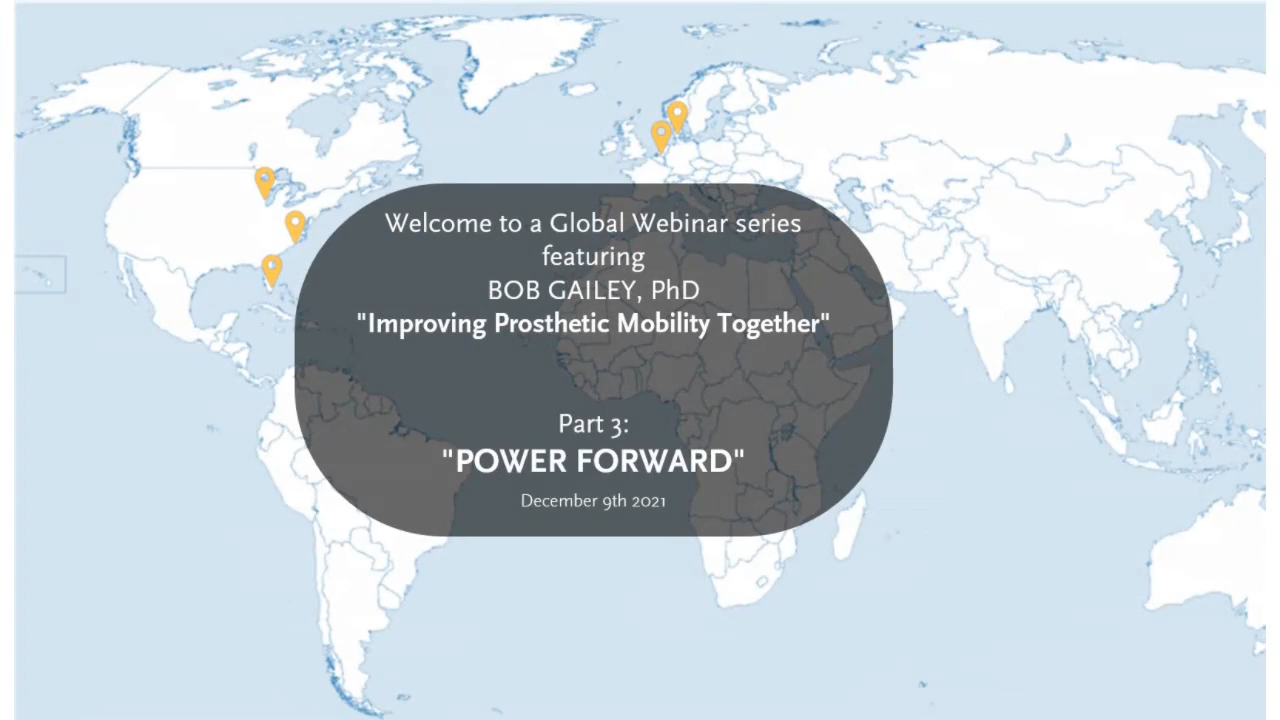 Welcome to a Global Webinar series
featuring
BOB GAILEY, PhD
"Improving Prosthetic Mobility Together"
Part 3:
"POWER FORWARD"
December 9th 2021